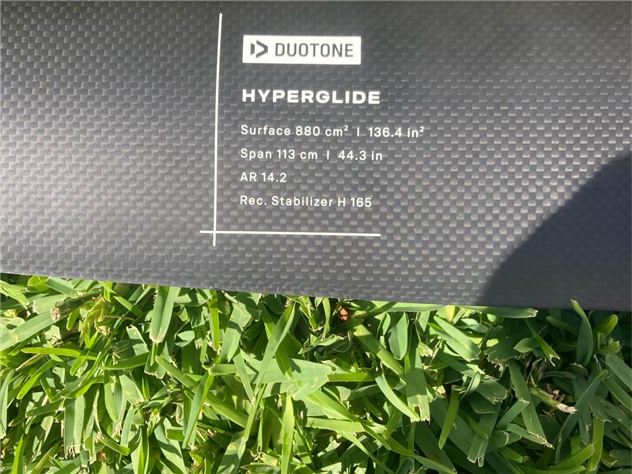 DUOTONE
HYPERGLIDE
Surface 880 cm² | 136.4 in²
Span 113 cm | 44.3 in
AR 14.2
Rec. Stabilizer H 165